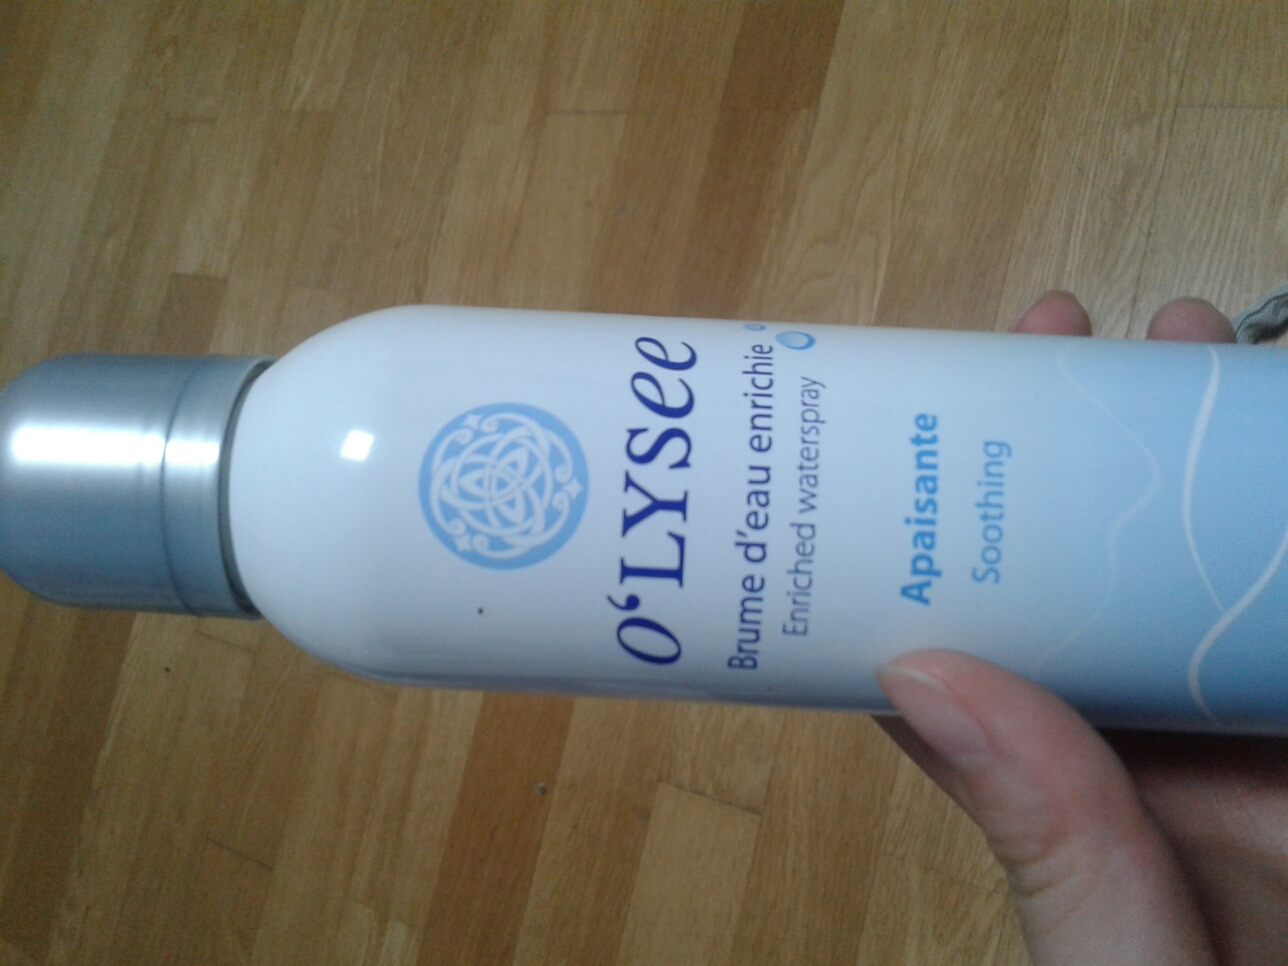 O'LYSee
Brume d'eau enrichie
Enriched waterspray
Apaisante
Soothing